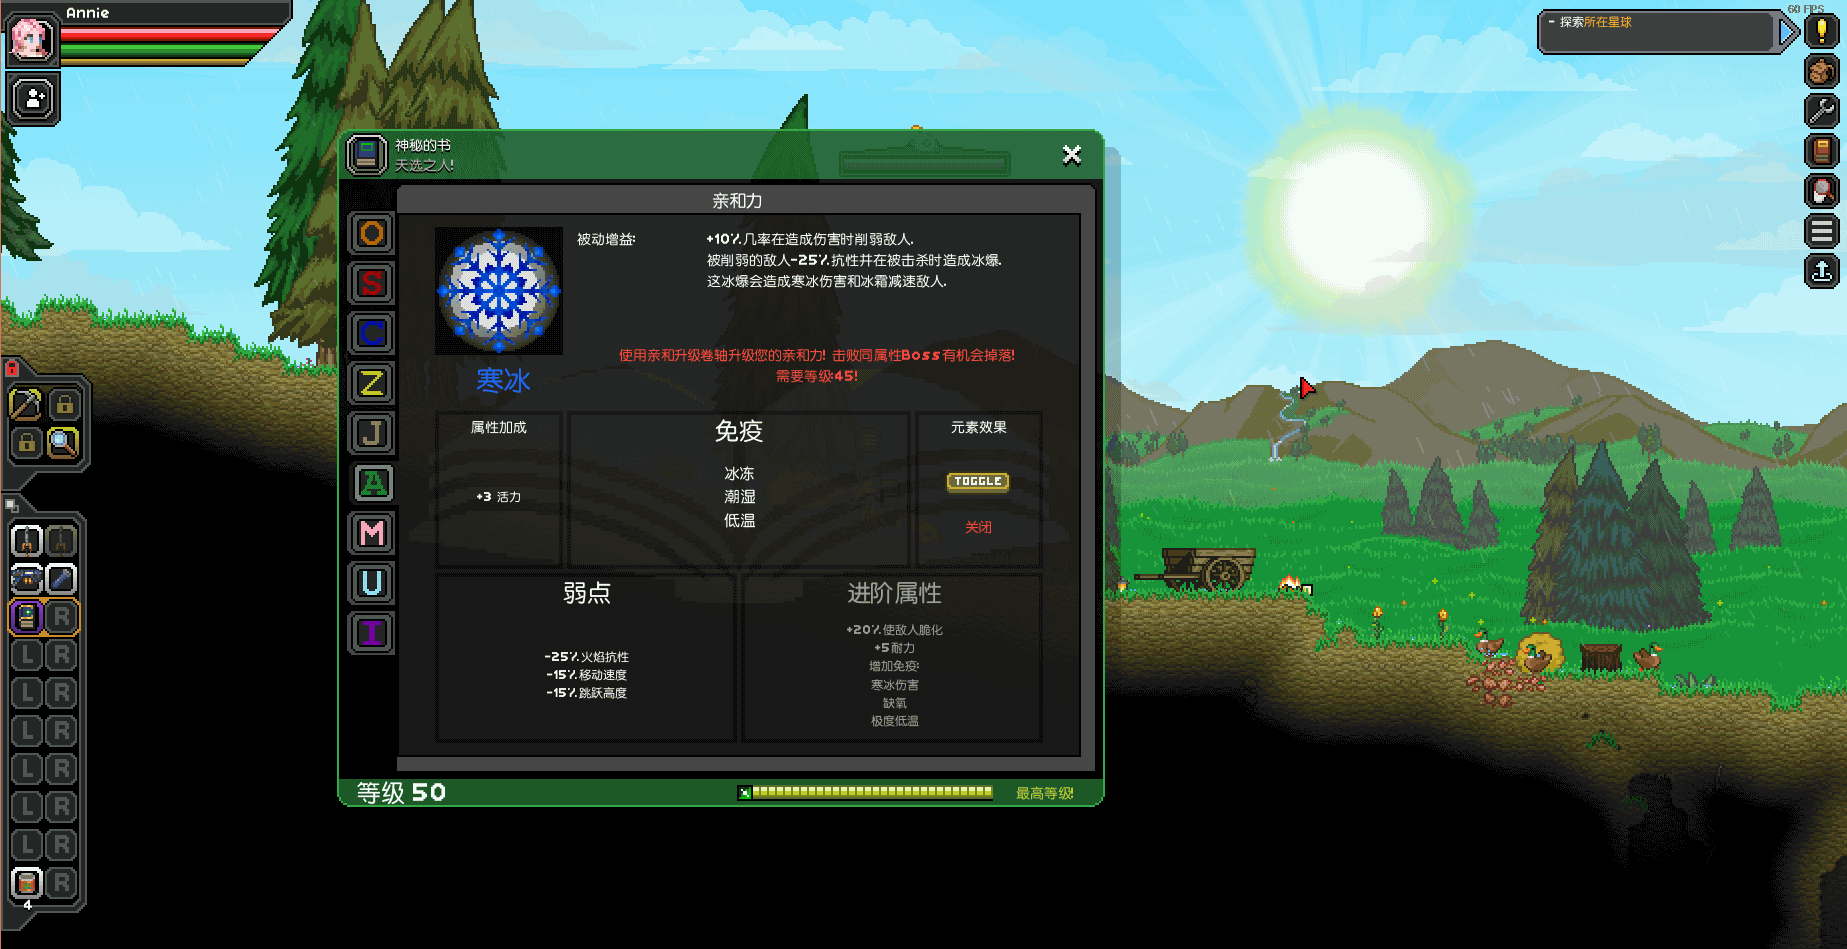 Annie
60 FPS
- 探索所在星球
神秘的书
天选之人!
亲和力
O
S
C
Z
J
A
M
U
I
被动增益:
+10%几率在造成伤害时削弱敌人.
被削弱的敌人-25%抗性并在被击杀时造成冰爆.
这冰爆会造成寒冰伤害和冰霜减速敌人.
寒冰
使用亲和升级卷轴升级您的亲和力! 击败同属性Boss有机会掉落!
需要等级45!
属性加成
+3 活力
免疫
冰冻
潮湿
低温
元素效果
TOGGLE
关闭
弱点
-25%火焰抗性
-15%移动速度
-15%跳跃高度
进阶属性
+20%使敌人脆化
+5耐力
增加免疫:
寒冰伤害
缺氧
极度低温
等级 50
最高等级!
R
L R
L R
L R
L R
L R
L R
R
4